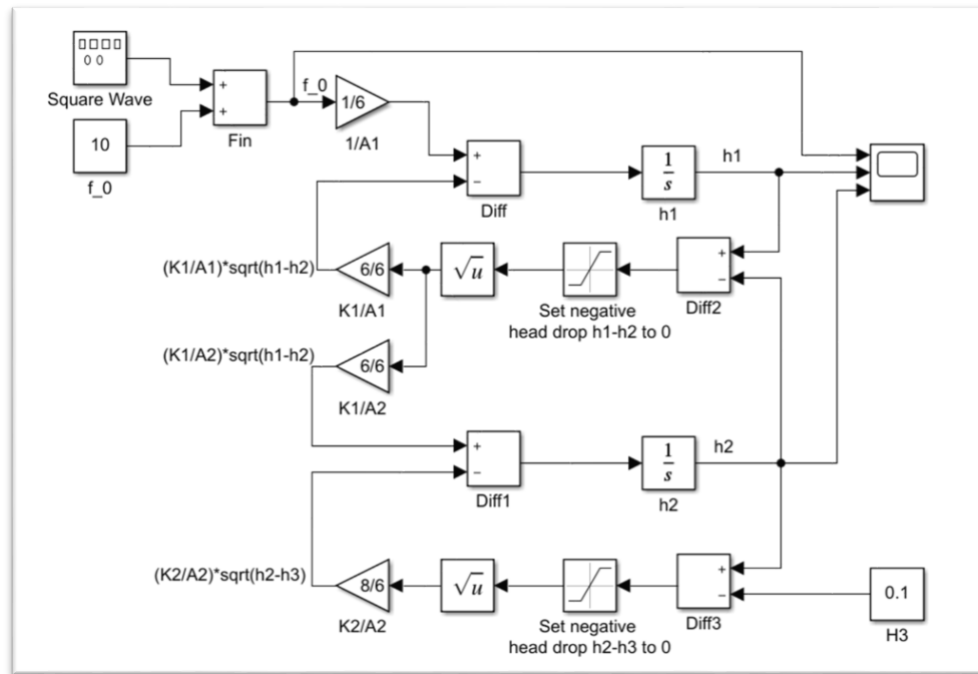 Square Wave
10
f_0
+
+
Fin
f_0
1/6
1/A1
+
−
Diff
1
s
h1
h1
+
−
Diff2
Set negative
head drop h1-h2 to 0
√u
6/6
K1/A1
(K1/A1)*sqrt(h1-h2)
6/6
K1/A2
(K1/A2)*sqrt(h1-h2)
+
−
Diff1
1
s
h2
h2
+
−
Diff3
0.1
H3
Set negative
head drop h2-h3 to 0
√u
8/6
K2/A2
(K2/A2)*sqrt(h2-h3)